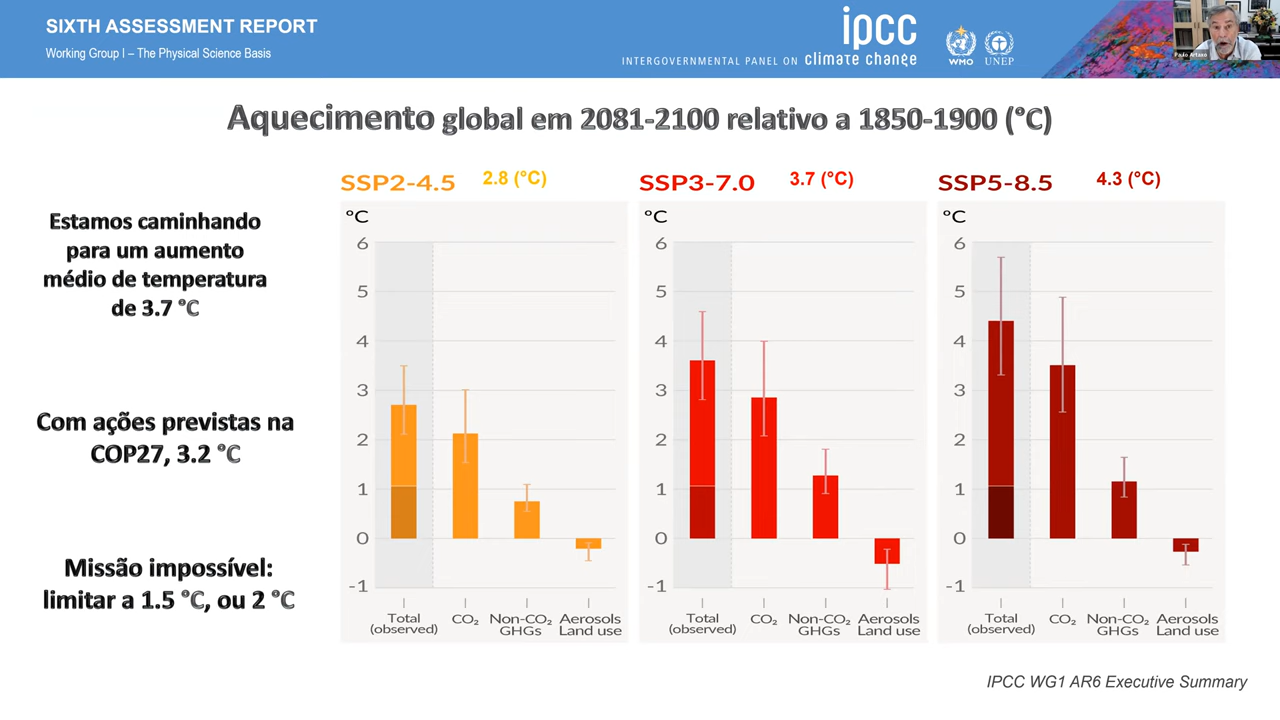 SIXTH ASSESSMENT REPORT
Working Group I – The Physical Science Basis
ipcc
INTERGOVERNMENTAL PANEL ON climate change
WMO
UNEP
Paulo Artaxo
Aquecimento global em 2081-2100 relativo a 1850-1900 (°C)
Estamos caminhando
para um aumento
médio de temperatura
de 3.7 °C
Com ações previstas na
COP27, 3.2 °C
Missão impossível:
limitar a 1.5 °C, ou 2 °C
SSP2-4.5 2.8 (°C)
°C
6
5
4
3
2
1
0
-1
Total
(observed)
CO₂
Non-CO₂
GHGs
Aerosols
Land use
SSP3-7.0 3.7 (°C)
°C
6
5
4
3
2
1
0
-1
Total
(observed)
CO₂
Non-CO₂
GHGs
Aerosols
Land use
SSP5-8.5 4.3 (°C)
°C
6
5
4
3
2
1
0
-1
Total
(observed)
CO₂
Non-CO₂
GHGs
Aerosols
Land use
IPCC WG1 AR6 Executive Summary